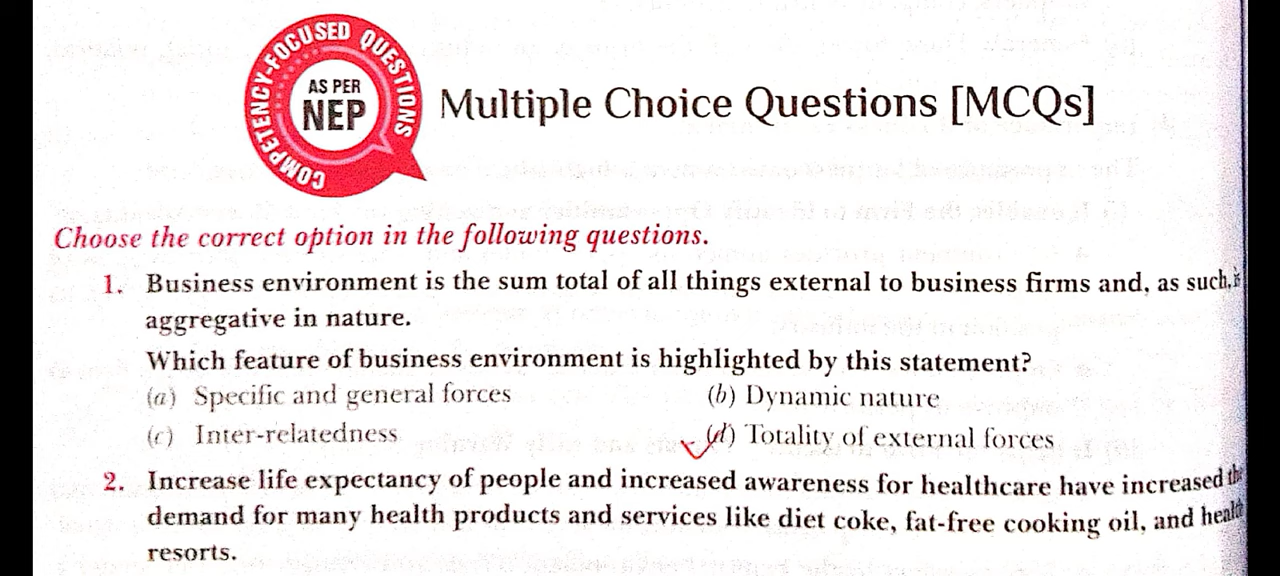 COMPETENCY-FOCUSED QUESTIONS
AS PER
NEP
Multiple Choice Questions [MCQs]
Choose the correct option in the following questions.
1. Business environment is the sum total of all things external to business firms and, as such,
aggregative in nature.
Which feature of business environment is highlighted by this statement?
(a) Specific and general forces (b) Dynamic nature
(c) Inter-relatedness (d) Totality of external forces
2. Increase life expectancy of people and increased awareness for healthcare have increased the
demand for many health products and services like diet coke, fat-free cooking oil, and health
resorts.